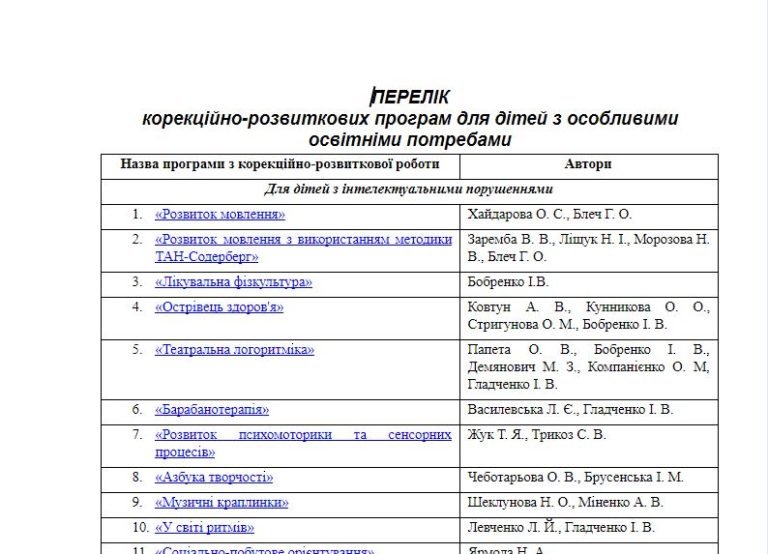 ПЕРЕЛІК
корекційно-розвиткових програм для дітей з особливими
освітніми потребами
Назва програми з корекційно-розвиткової роботи Автори
Для дітей з інтелектуальними порушеннями
1. «Розвиток мовлення» Хайдарова О. С., Блеч Г. О.
2. «Розвиток мовлення з використанням методики Заремба В. В., Ліщук Н. І., Морозова Н.
ТАН-Содерберг» В., Блеч Г. О.
3. «Лікувальна фізкультура» Бобренко І.В.
4. «Острівець здоров'я» Ковтун А. В., Кунникова О. О.,
Стригунова О. М., Бобренко І. В.
5. «Театральна логоритміка» Папета О. В., Бобренко І. В.,
Демянович М. З., Компанієнко О. М,
Гладченко І. В.
6. «Барабанотерапія» Василевська Л. Є., Гладченко І. В.
7. «Розвиток психомоторики та сенсорних Жук Т. Я., Трикоз С. В.
процесів»
8. «Азбука творчості» Чеботарьова О. В., Брусенська І. М.
9. «Музичні краплинки» Шеклунова Н. О., Міненко А. В.
10. «У світі ритмів» Левченко Л. Й., Гладченко І. В.
11. «Соціально-побутове орієнтування» Ярмола Н. А.